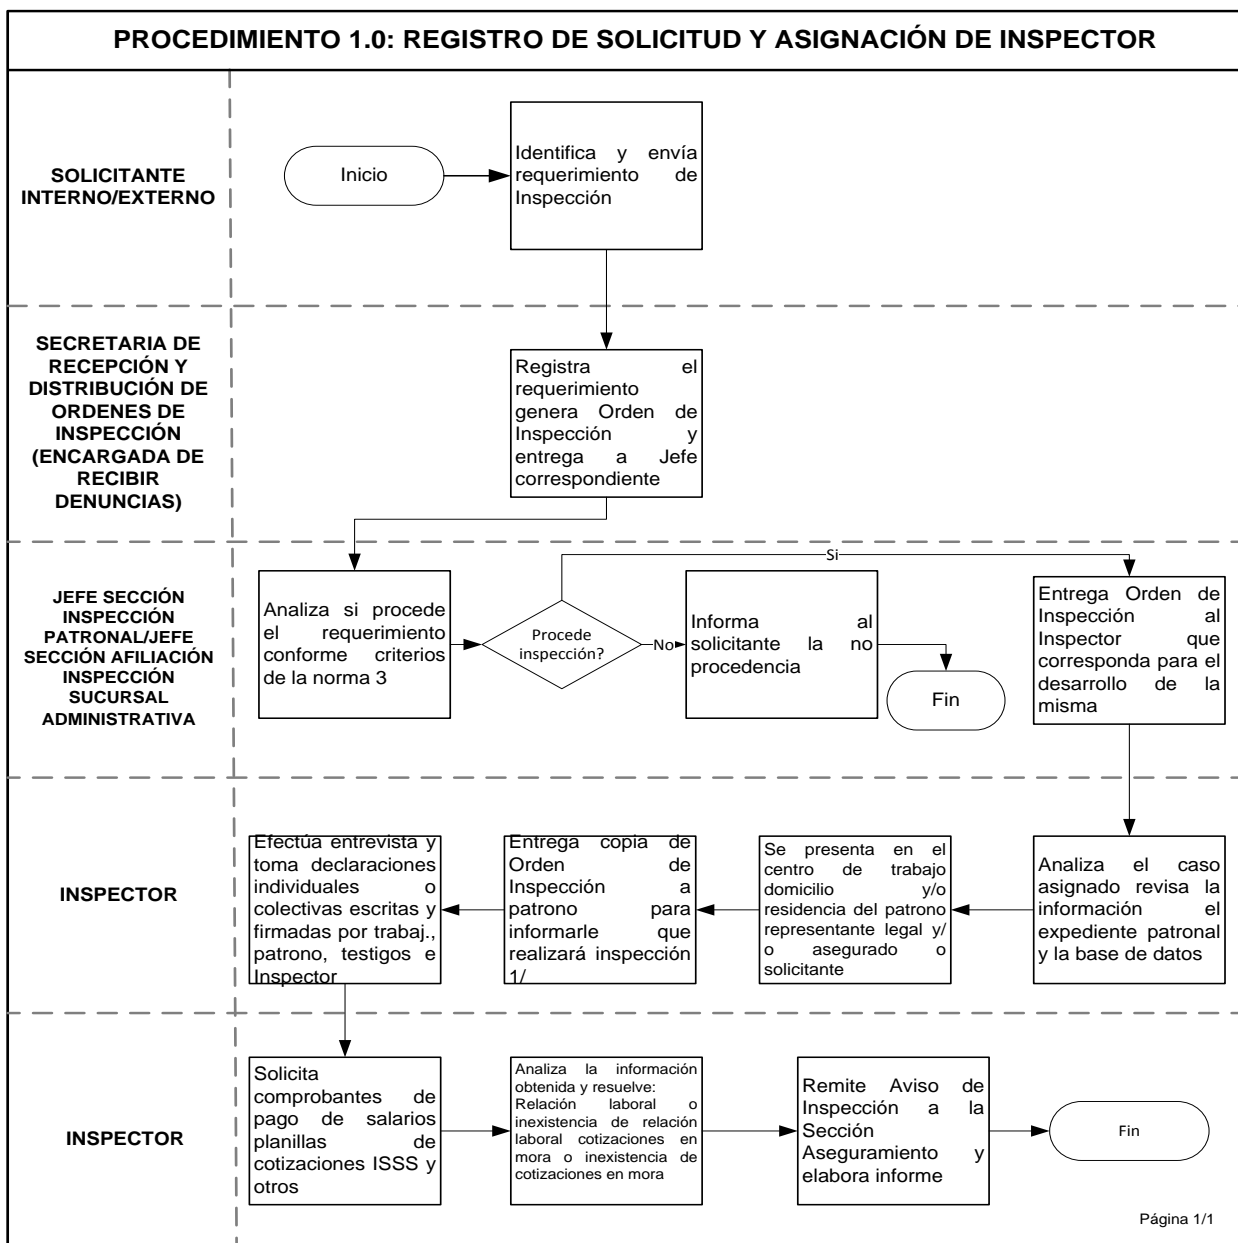 PROCEDIMIENTO 1.0: REGISTRO DE SOLICITUD Y ASIGNACIÓN DE INSPECTOR
SOLICITANTE
INTERNO/EXTERNO
Inicio
Identifica y envía
requerimiento de
Inspección
SECRETARIA DE
RECEPCIÓN Y
DISTRIBUCIÓN DE
ORDENES DE
INSPECCIÓN
(ENCARGADA DE
RECIBIR
DENUNCIAS)
Registra el
requerimiento
genera Orden de
Inspección y
entrega a Jefe
correspondiente
JEFE SECCIÓN
INSPECCIÓN
PATRONAL/JEFE
SECCIÓN AFILIACIÓN
INSPECCIÓN
SUCURSAL
ADMINISTRATIVA
Analiza si procede
el requerimiento
conforme criterios
de la norma 3
Procede
inspección?
Si
No
Informa al
solicitante la no
procedencia
Fin
Entrega Orden de
Inspección al
Inspector que
corresponda para el
desarrollo de la
misma
INSPECTOR
Analiza el caso
asignado revisa la
información el
expediente patronal
y la base de datos
Se presenta en el
centro de trabajo
domicilio y/o
residencia del patrono
representante legal y/
o asegurado o
solicitante
Entrega copia de
Orden de
Inspección a
patrono para
informarle que
realizará inspección
1/
Efectúa entrevista y
toma declaraciones
individuales o
colectivas escritas y
firmadas por trabaj.,
patrono, testigos e
Inspector
INSPECTOR
Solicita
comprobantes de
pago de salarios
planillas de
cotizaciones ISSS y
otros
Analiza la información
obtenida y resuelve:
Relación laboral o
inexistencia de relación
laboral cotizaciones en
mora o inexistencia de
cotizaciones en mora
Remite Aviso de
Inspección a la
Sección
Aseguramiento y
elabora informe
Fin
Página 1/1